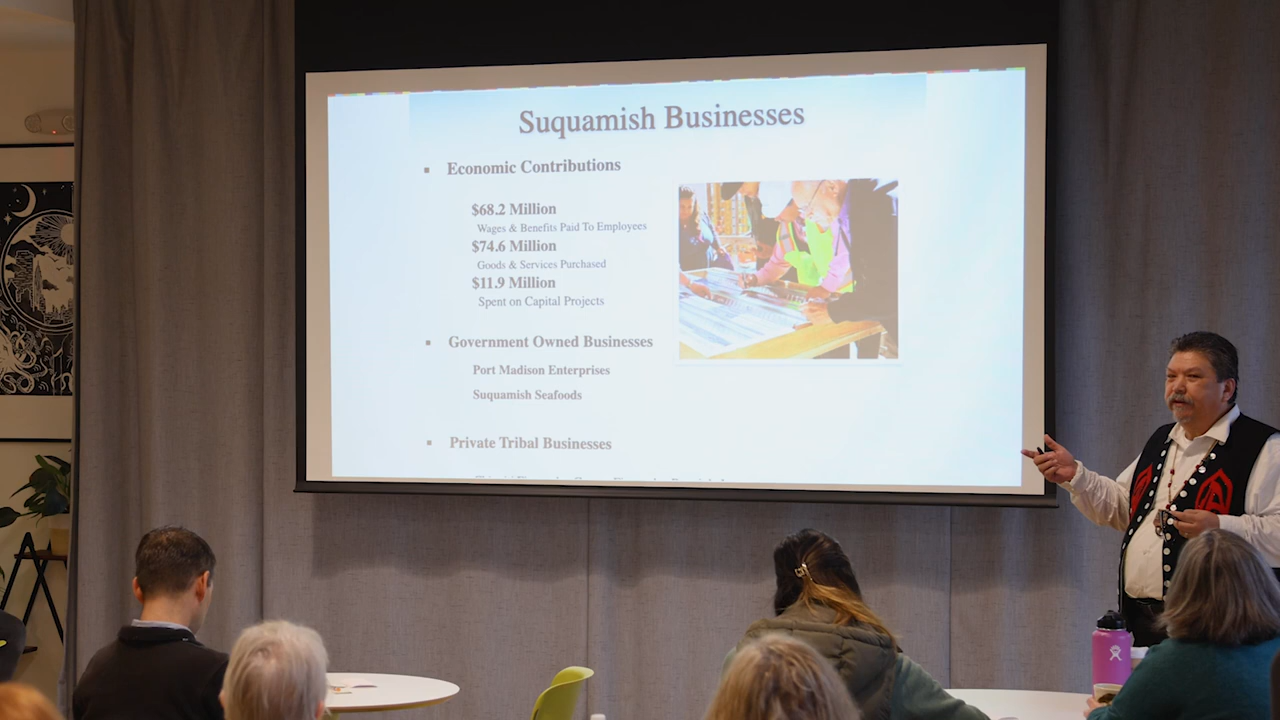 Suquamish Businesses
▪ Economic Contributions
$68.2 Million
Wages & Benefits Paid To Employees
$74.6 Million
Goods & Services Purchased
$11.9 Million
Spent on Capital Projects
▪ Government Owned Businesses
Port Madison Enterprises
Suquamish Seafoods
▪ Private Tribal Businesses